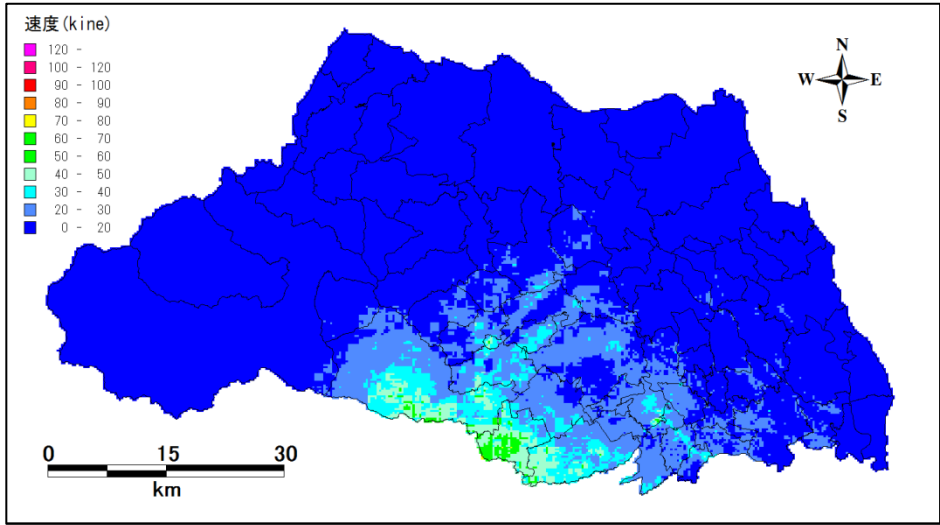 速度(kine)
120 -
100 - 120
90 - 100
80 - 90
70 - 80
60 - 70
50 - 60
40 - 50
30 - 40
20 - 30
0 - 20
N
W E
S
0 15 30
km